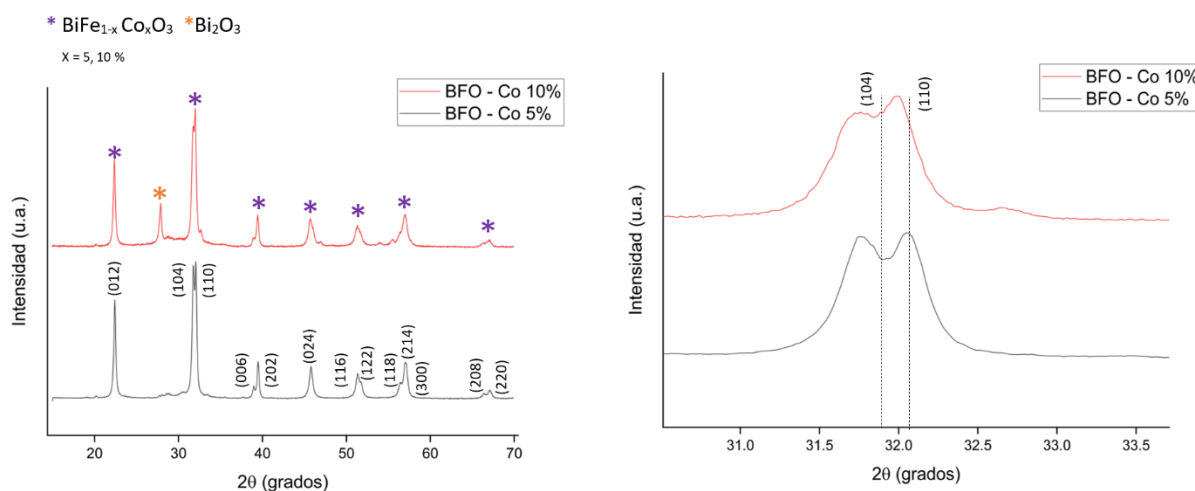 * BiFe1-x CoxO3 *Bi2O3
X = 5, 10 %
BFO - Co 10%
BFO - Co 5%
*
*
*
*
*
*
*
*
(012)
(104)
(110)
(006)
(202)
(024)
(116)
(122)
(118)
(214)
(300)
(208)
(220)
Intensidad (u.a.)
20 30 40 50 60 70
2θ (grados)
BFO - Co 10%
BFO - Co 5%
(104)
(110)
Intensidad (u.a.)
31.0 31.5 32.0 32.5 33.0 33.5
2θ (grados)